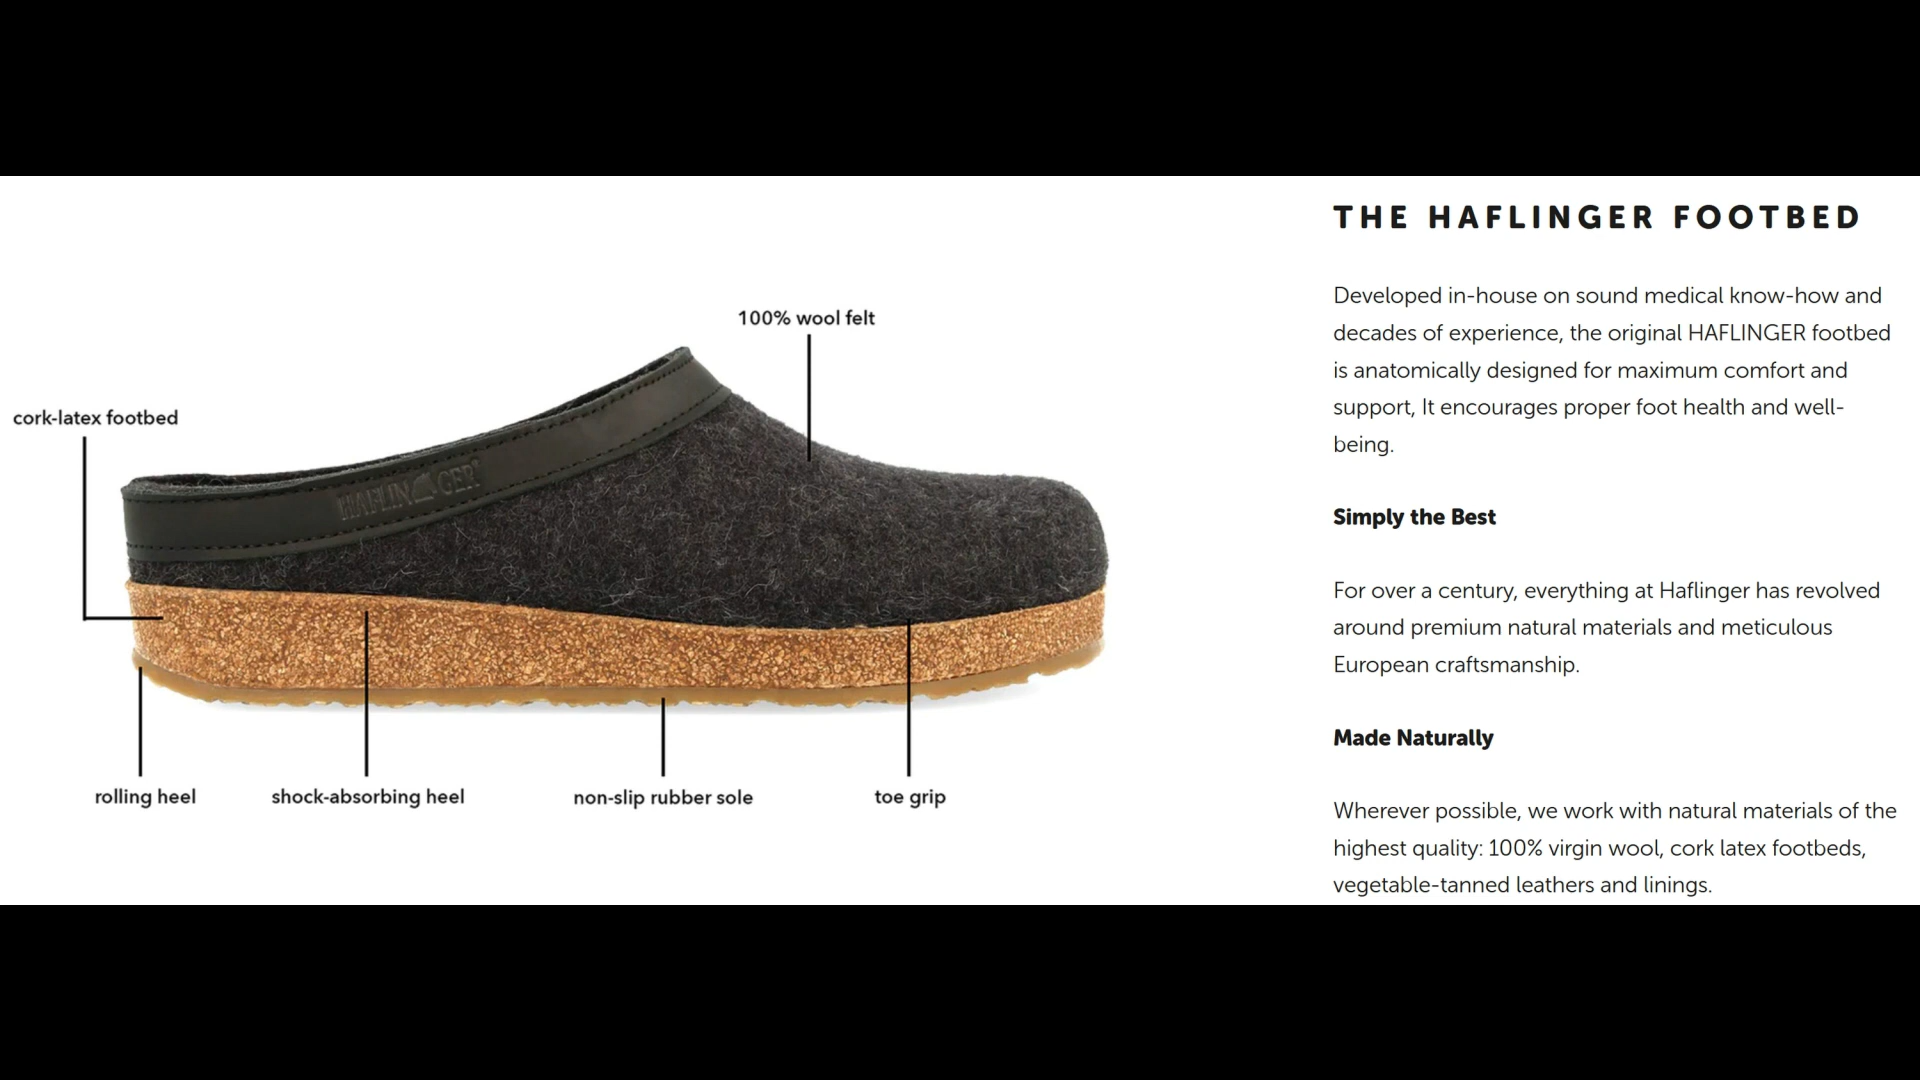 THE HAFLINGER FOOTBED
Developed in-house on sound medical know-how and
decades of experience, the original HAFLINGER footbed
is anatomically designed for maximum comfort and
support, It encourages proper foot health and well-
being.
Simply the Best
For over a century, everything at Haflinger has revolved
around premium natural materials and meticulous
European craftsmanship.
Made Naturally
Wherever possible, we work with natural materials of the
highest quality: 100% virgin wool, cork latex footbeds,
vegetable-tanned leathers and linings.
100% wool felt
cork-latex footbed
HAFLINGER
rolling heel
shock-absorbing heel
non-slip rubber sole
toe grip